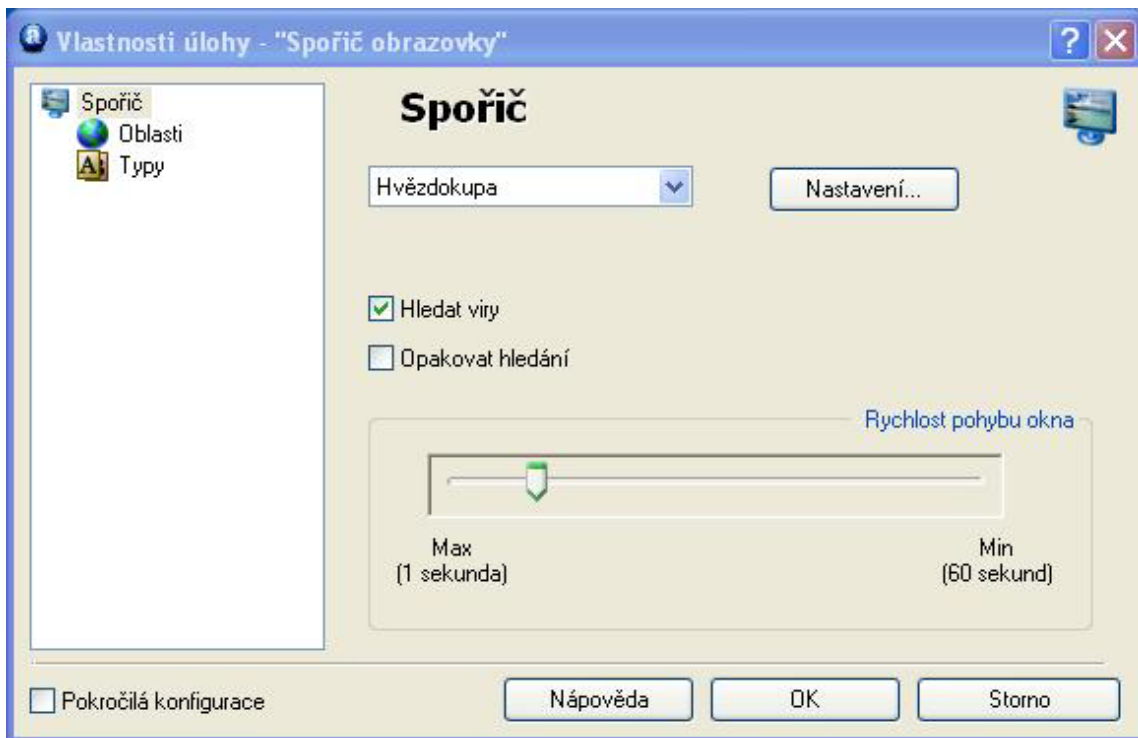 Vlastnosti úlohy - "Spořič obrazovky"
Spořič
Oblasti
Typy
Spořič
Hvězdokupa
Nastavení...
Hledat viry
Opakovat hledání
Rychlost pohybu okna
Max Min
(1 sekunda) (60 sekund)
Pokročilá konfigurace Nápověda OK Storno